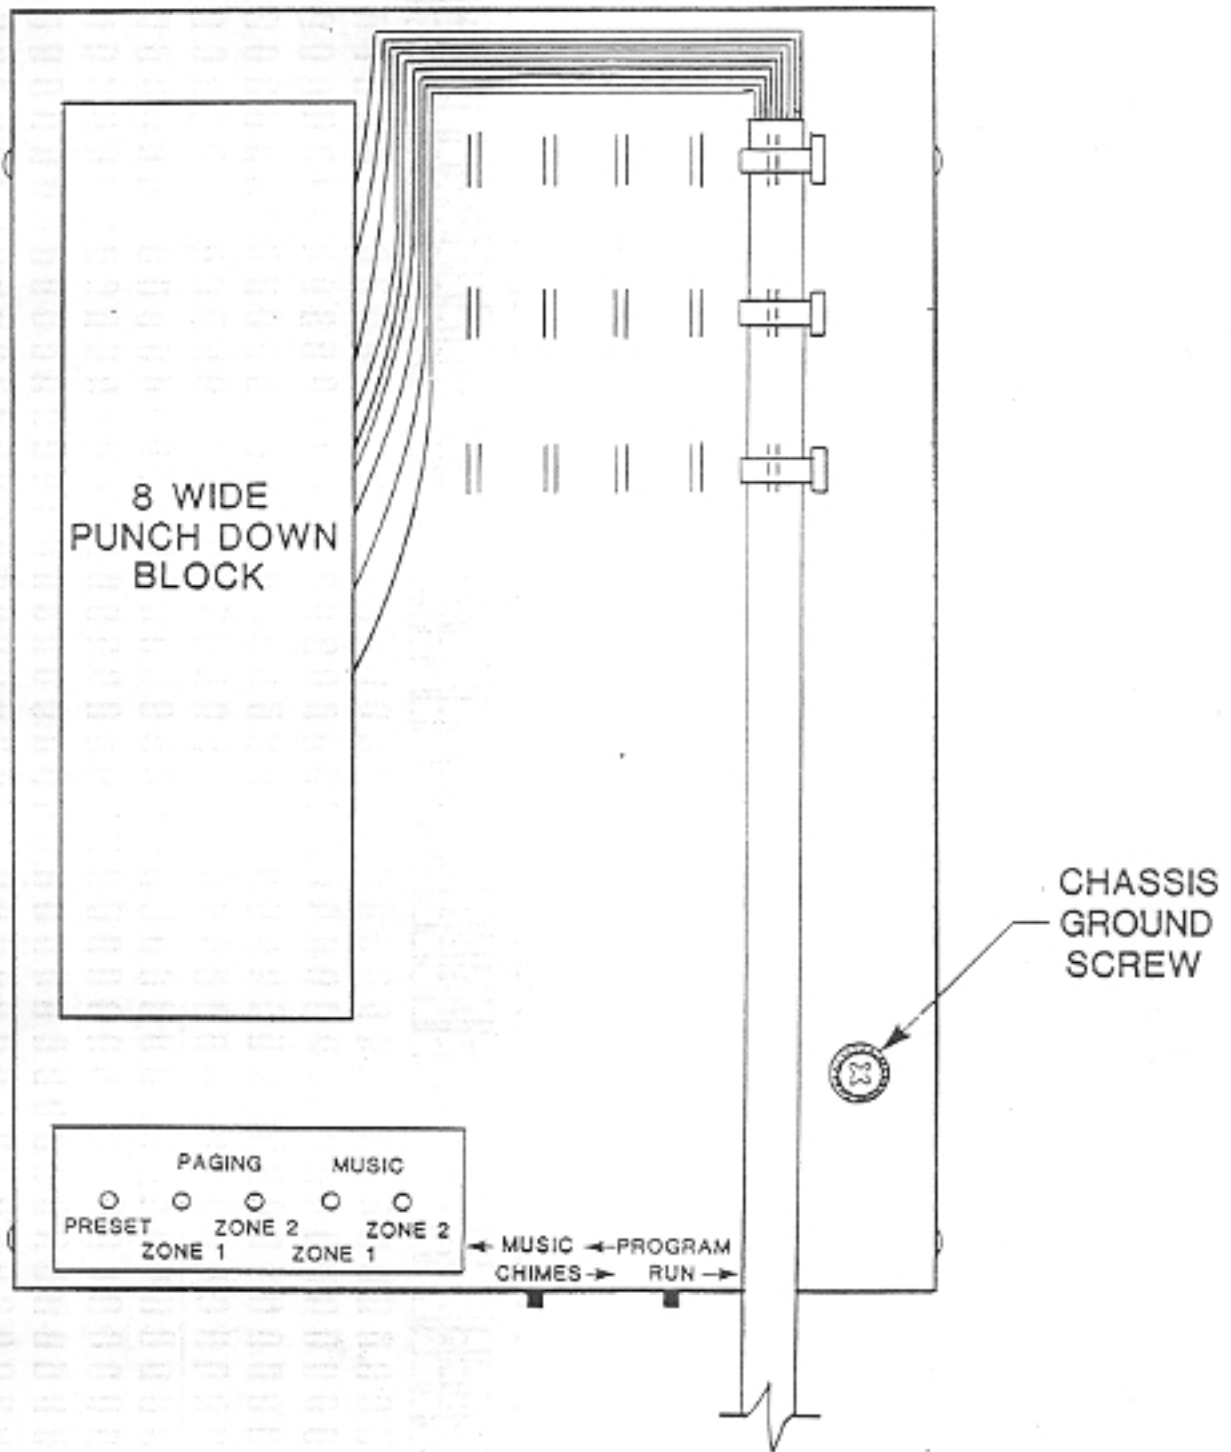 8 WIDE
PUNCH DOWN
BLOCK
CHASSIS
GROUND
SCREW
PAGING MUSIC
PRESET ZONE 2 ZONE 2
ZONE 1 ZONE 1
MUSIC PROGRAM
CHIMES RUN